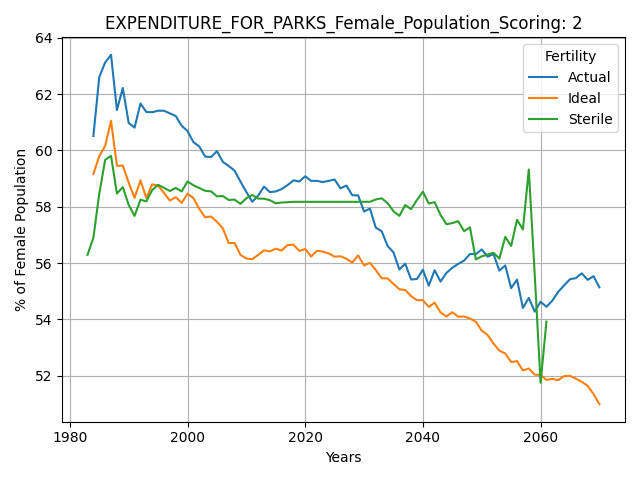 EXPENDITURE_FOR_PARKS_Female_Population_Scoring: 2
64
62
60
58
56
54
52
% of Female Population
1980
2000
2020
2040
2060
Years
Fertility
Actual
Ideal
Sterile